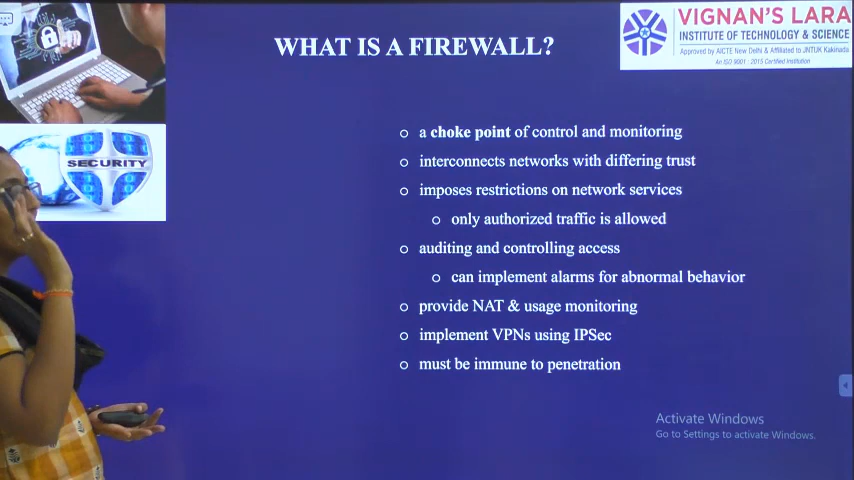 WHAT IS A FIREWALL?
VIGNAN'S LARA
INSTITUTE OF TECHNOLOGY & SCIENCE
Approved by AICTE New Delhi & Affiliated to JNTUK Kakinada
An ISO 9001 : 2015 Certified Institution
SECURITY
a choke point of control and monitoring
interconnects networks with differing trust
imposes restrictions on network services
only authorized traffic is allowed
auditing and controlling access
can implement alarms for abnormal behavior
provide NAT & usage monitoring
implement VPNs using IPSec
must be immune to penetration
Activate Windows
Go to Settings to activate Windows.